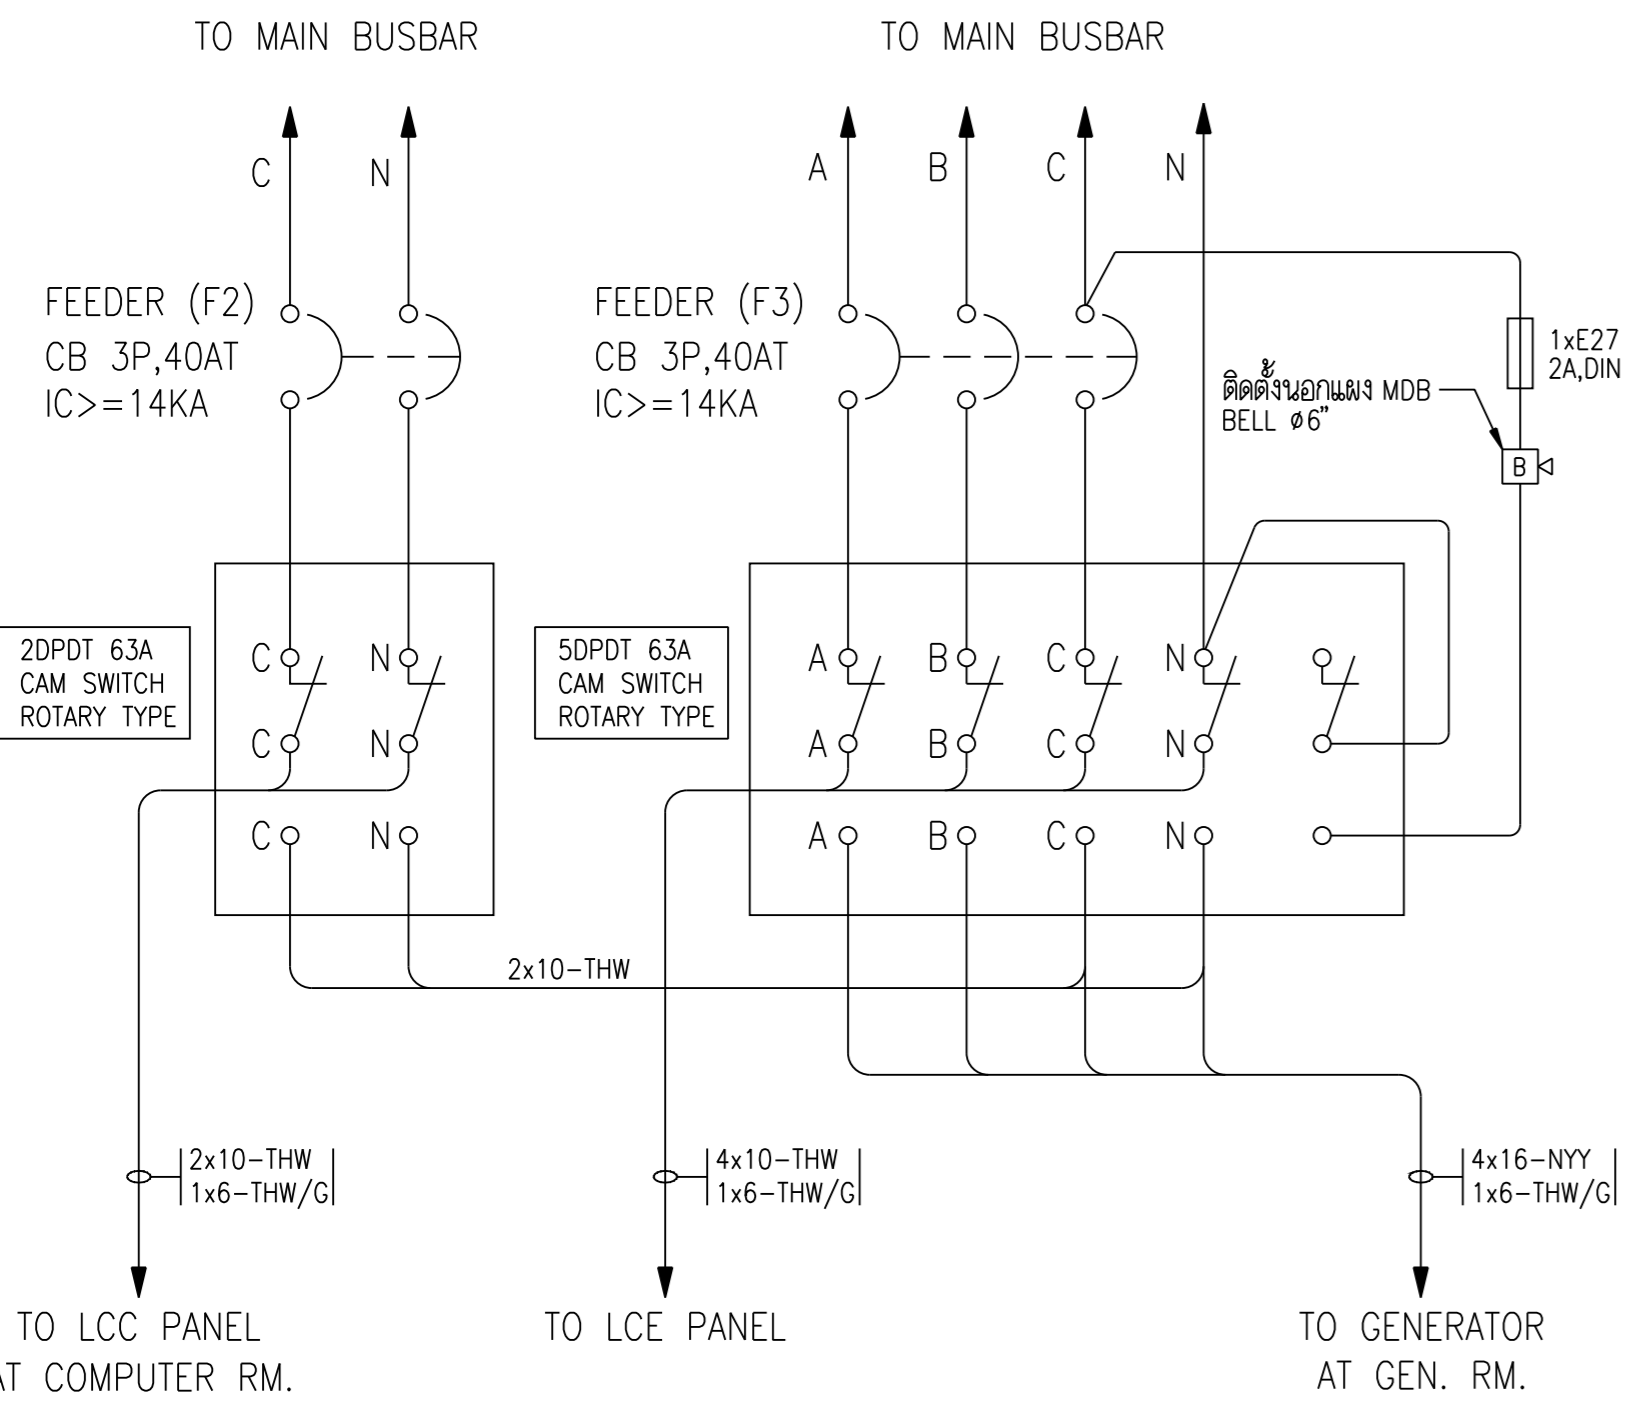 TO MAIN BUSBAR
TO MAIN BUSBAR
C
N
A
B
C
N
FEEDER (F2)
CB 3P,40AT
IC>=14KA
FEEDER (F3)
CB 3P,40AT
IC>=14KA
1xE27
2A,DIN
ติดตั้งนอกแผง MDB
BELL ø6"
B
2DPDT 63A
CAM SWITCH
ROTARY TYPE
C N
C N
C N
5DPDT 63A
CAM SWITCH
ROTARY TYPE
A B C N
A B C N
A B C N
2x10-THW
2x10-THW
1x6-THW/G
4x10-THW
1x6-THW/G
4x16-NYY
1x6-THW/G
TO LCC PANEL
AT COMPUTER RM.
TO LCE PANEL
TO GENERATOR
AT GEN. RM.